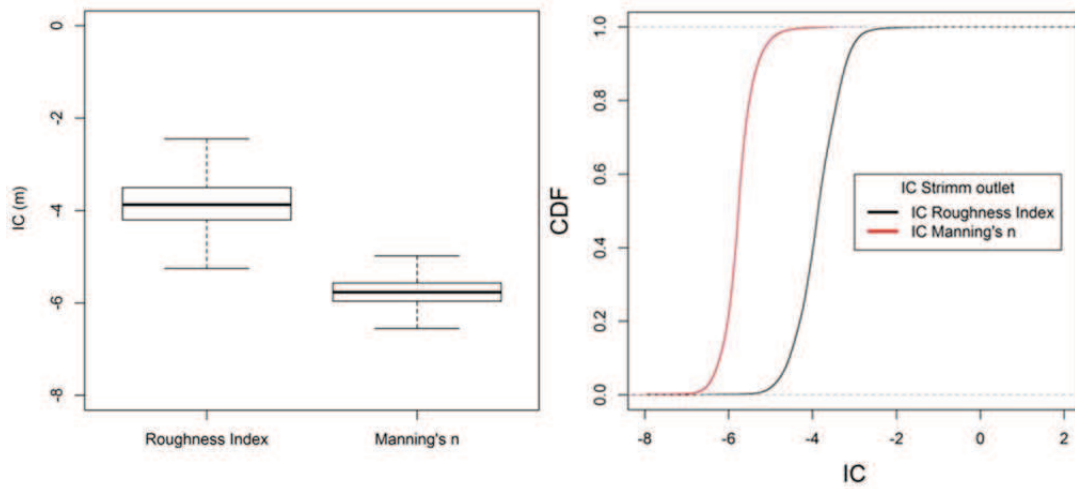 IC (m)
0
-2
-4
-6
-8
Roughness Index
Manning's n
CDF
1.0
0.8
0.6
0.4
0.2
0.0
IC Strimm outlet
IC Roughness Index
IC Manning's n
-8
-6
-4
-2
0
2
IC